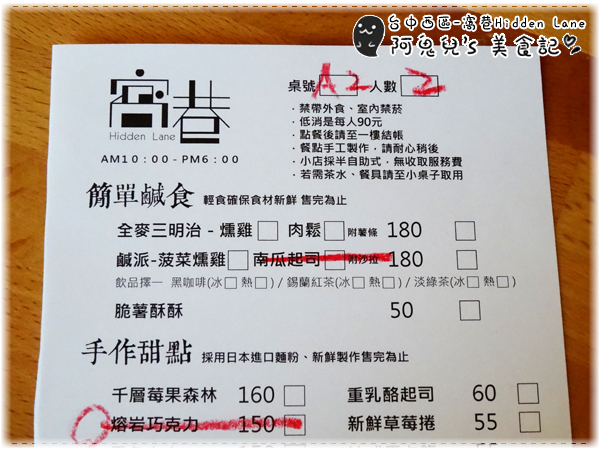 台中西區-窩巷Hidden Lane
阿兒兒's 美食記
窩巷
Hidden Lane
AM10：00 - PM6：00
桌號 A2 人數 2
· 禁帶外食、室內禁菸
· 低消是每人90元
· 點餐後請至一樓結帳
· 餐點手工製作，請耐心稍後
· 小店採半自助式，無收取服務費
· 若需茶水、餐具請至小桌子取用
簡單鹹食 輕食確保食材新鮮 售完為止
全麥三明治 - 燻雞□ 肉鬆□ 附薯條 180 □
鹹派-菠菜燻雞□ 南瓜起司□ 附沙拉 180 □
飲品擇一 黑咖啡(冰□ 熱□) / 錫蘭紅茶(冰□ 熱□) / 淡綠茶(冰□ 熱□)
脆薯酥酥 50 □
手作甜點 採用日本進口麵粉、新鮮製作售完為止
千層莓果森林 160 □ 重乳酪起司 60 □
熔岩巧克力 150 □ 新鮮草莓捲 55 □